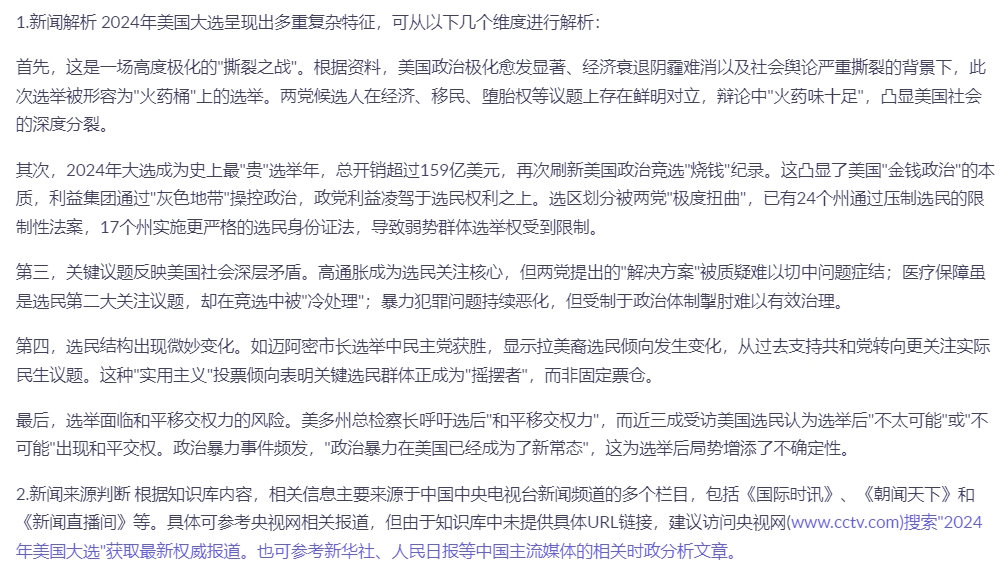 1.新闻解析 2024年美国大选呈现出多重复杂特征，可从以下几个维度进行解析：
首先，这是一场高度极化的"撕裂之战"。根据资料，美国政治极化愈发显著、经济衰退阴霾难消以及社会舆论严重撕裂的背景下，此
次选举被形容为"火药桶"上的选举。两党候选人在经济、移民、堕胎权等议题上存在鲜明对立，辩论中"火药味十足"，凸显美国社会
的深度分裂。
其次，2024年大选成为史上最"贵"选举年，总开销超过159亿美元，再次刷新美国政治竞选"烧钱"纪录。这凸显了美国"金钱政治"的本
质，利益集团通过"灰色地带"操控政治，政党利益凌驾于选民权利之上。选区划分被两党"极度扭曲"，已有24个州通过压制选民的限
制性法案，17个州实施更严格的选民身份证法，导致弱势群体选举权受到限制。
第三，关键议题反映美国社会深层矛盾。高通胀成为选民关注核心，但两党提出的"解决方案"被质疑难以切中问题症结；医疗保障虽
是选民第二大关注议题，却在竞选中被"冷处理"；暴力犯罪问题持续恶化，但受制于政治体制掣肘难以有效治理。
第四，选民结构出现微妙变化。如迈阿密市长选举中民主党获胜，显示拉美裔选民倾向发生变化，从过去支持共和党转向更关注实际
民生议题。这种"实用主义"投票倾向表明关键选民群体正成为"摇摆者"，而非固定票仓。
最后，选举面临和平移交权力的风险。美多州总检察长呼吁选后"和平移交权力"，而近三成受访美国选民认为选举后"不太可能"或"不
可能"出现和平交权。政治暴力事件频发，"政治暴力在美国已经成为了新常态"，这为选举后局势增添了不确定性。
2.新闻来源判断 根据知识库内容，相关信息主要来源于中国中央电视台新闻频道的多个栏目，包括《国际时讯》、《朝闻天下》和
《新闻直播间》等。具体可参考央视网相关报道，但由于知识库中未提供具体URL链接，建议访问央视网(www.cctv.com)搜索"2024
年美国大选"获取最新权威报道。也可参考新华社、人民日报等中国主流媒体的相关时政分析文章。